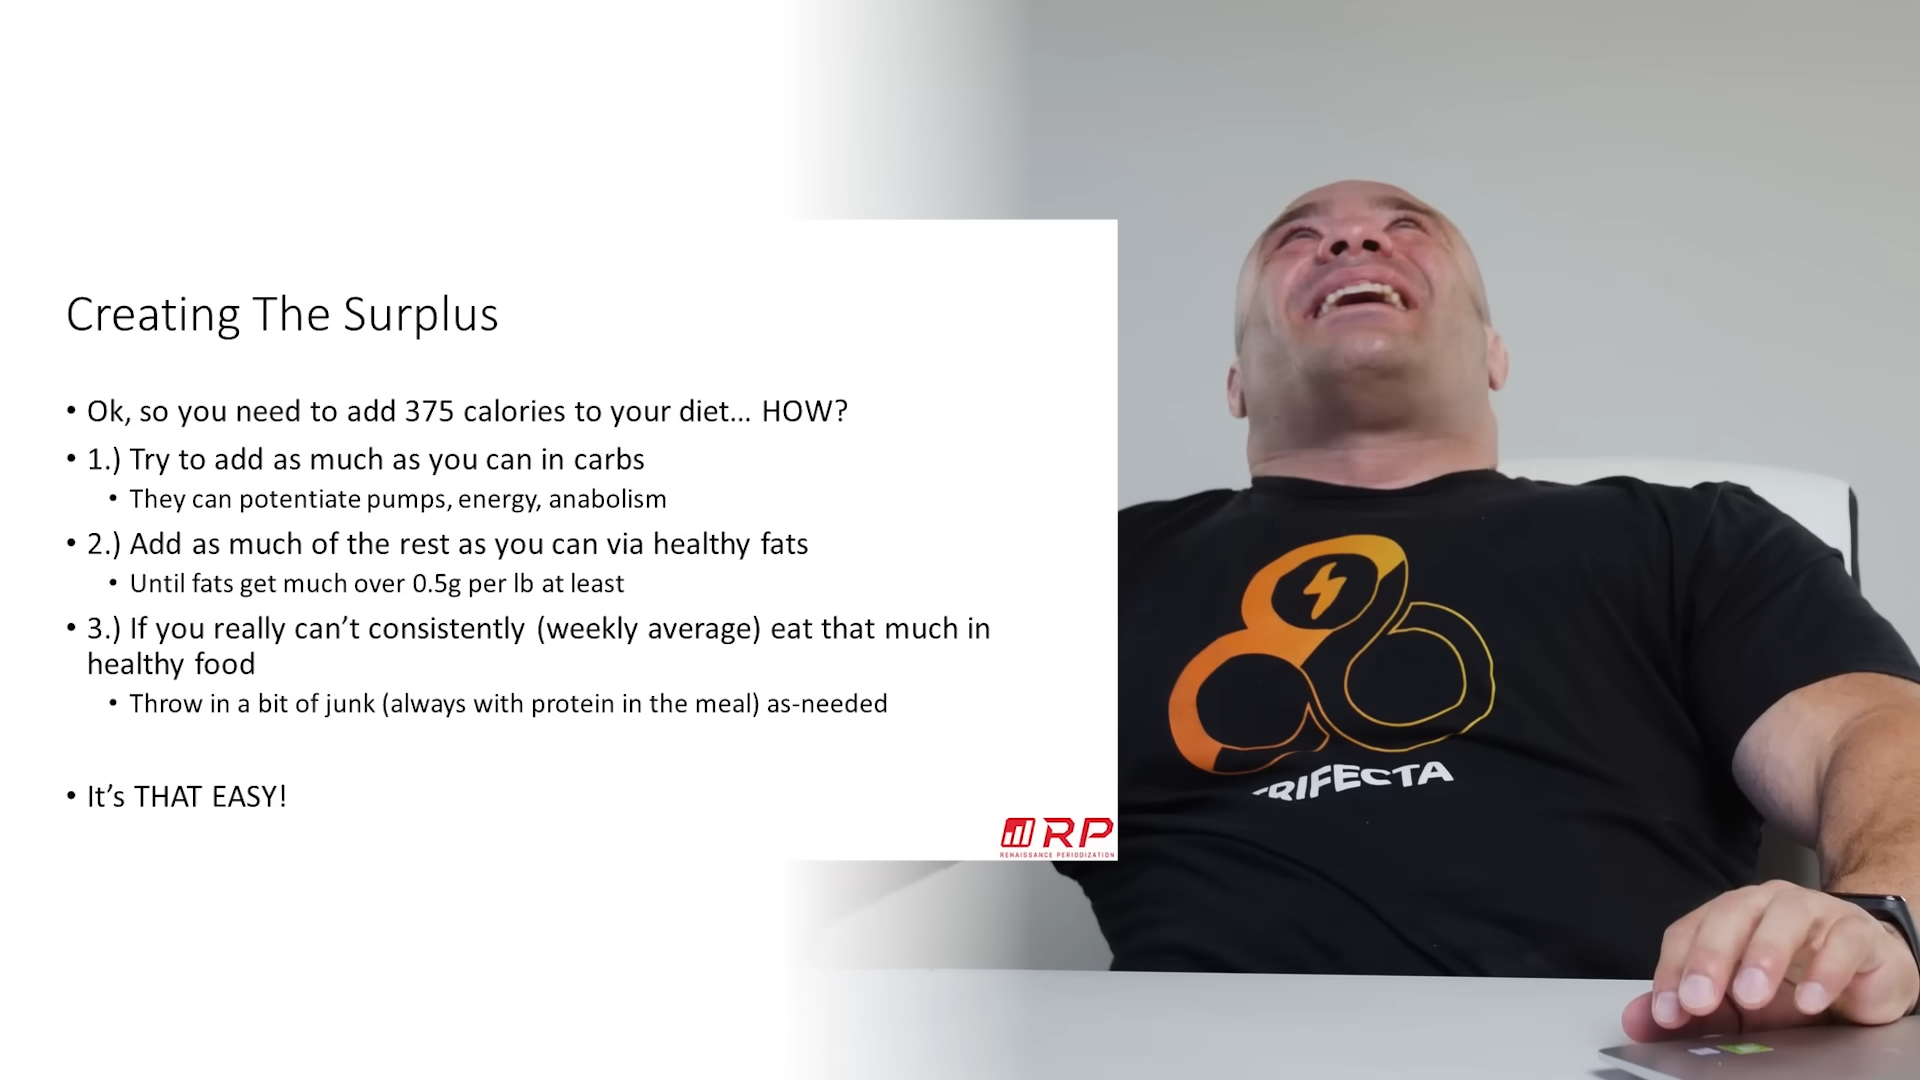 Creating The Surplus
• Ok, so you need to add 375 calories to your diet… HOW?
• 1.) Try to add as much as you can in carbs
• They can potentiate pumps, energy, anabolism
• 2.) Add as much of the rest as you can via healthy fats
• Until fats get much over 0.5g per lb at least
• 3.) If you really can’t consistently (weekly average) eat that much in
healthy food
• Throw in a bit of junk (always with protein in the meal) as-needed
• It’s THAT EASY!
RP
RENAISSANCE PERIODIZATION
TRIFECTA